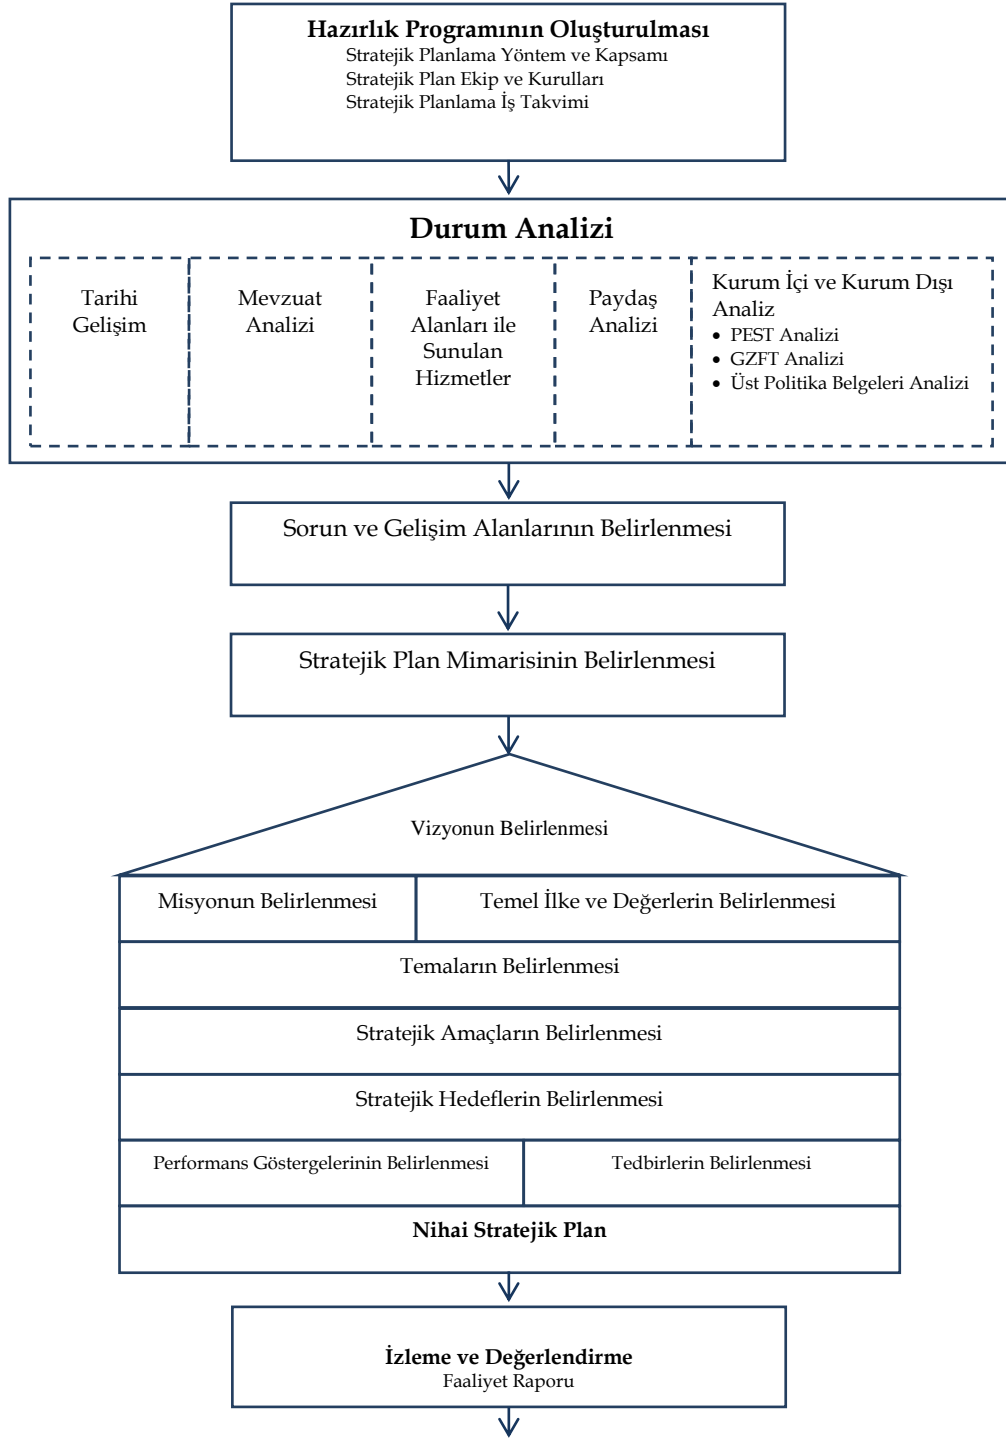 Hazırlık Programının Oluşturulması
Stratejik Planlama Yöntem ve Kapsamı
Stratejik Plan Ekip ve Kurulları
Stratejik Planlama İş Takvimi
Durum Analizi
Tarihi
Gelişim
Mevzuat
Analizi
Faaliyet
Alanları ile
Sunulan
Hizmetler
Paydaş
Analizi
Kurum İçi ve Kurum Dışı
Analiz
• PEST Analizi
• GZFT Analizi
• Üst Politika Belgeleri Analizi
Sorun ve Gelişim Alanlarının Belirlenmesi
Stratejik Plan Mimarisinin Belirlenmesi
Vizyonun Belirlenmesi
Misyonun Belirlenmesi
Temel İlke ve Değerlerin Belirlenmesi
Temaların Belirlenmesi
Stratejik Amaçların Belirlenmesi
Stratejik Hedeflerin Belirlenmesi
Performans Göstergelerinin Belirlenmesi
Tedbirlerin Belirlenmesi
Nihai Stratejik Plan
İzleme ve Değerlendirme
Faaliyet Raporu